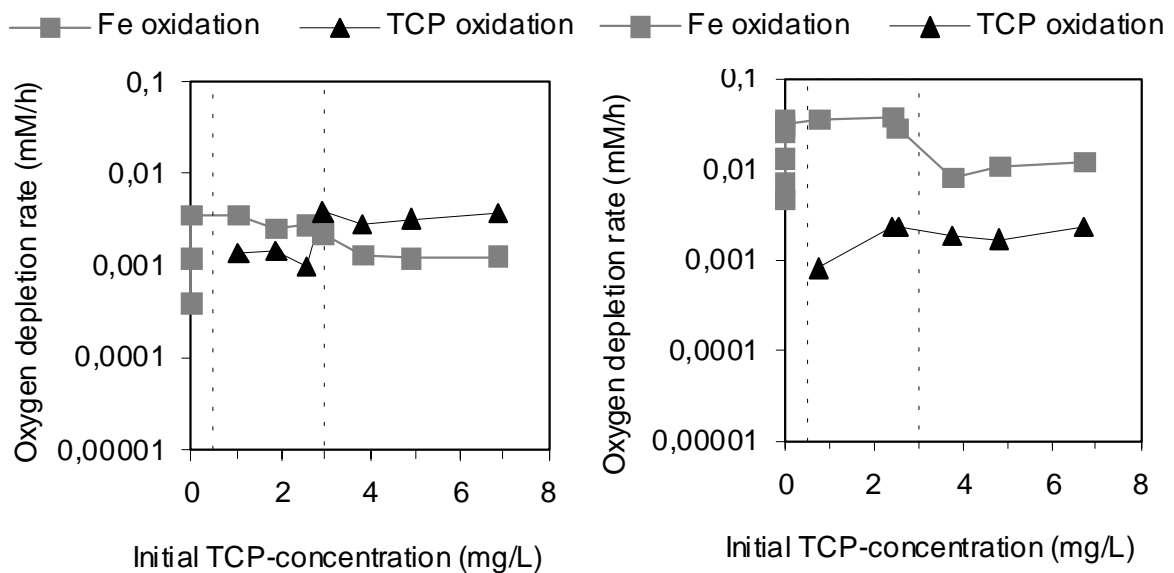 Fe oxidation TCP oxidation
Oxygen depletion rate (mM/h)
0,1
0,01
0,001
0,0001
0,00001
0 2 4 6 8
Initial TCP-concentration (mg/L)
Fe oxidation TCP oxidation
Oxygen depletion rate (mM/h)
0,1
0,01
0,001
0,0001
0,00001
0 2 4 6 8
Initial TCP-concentration (mg/L)